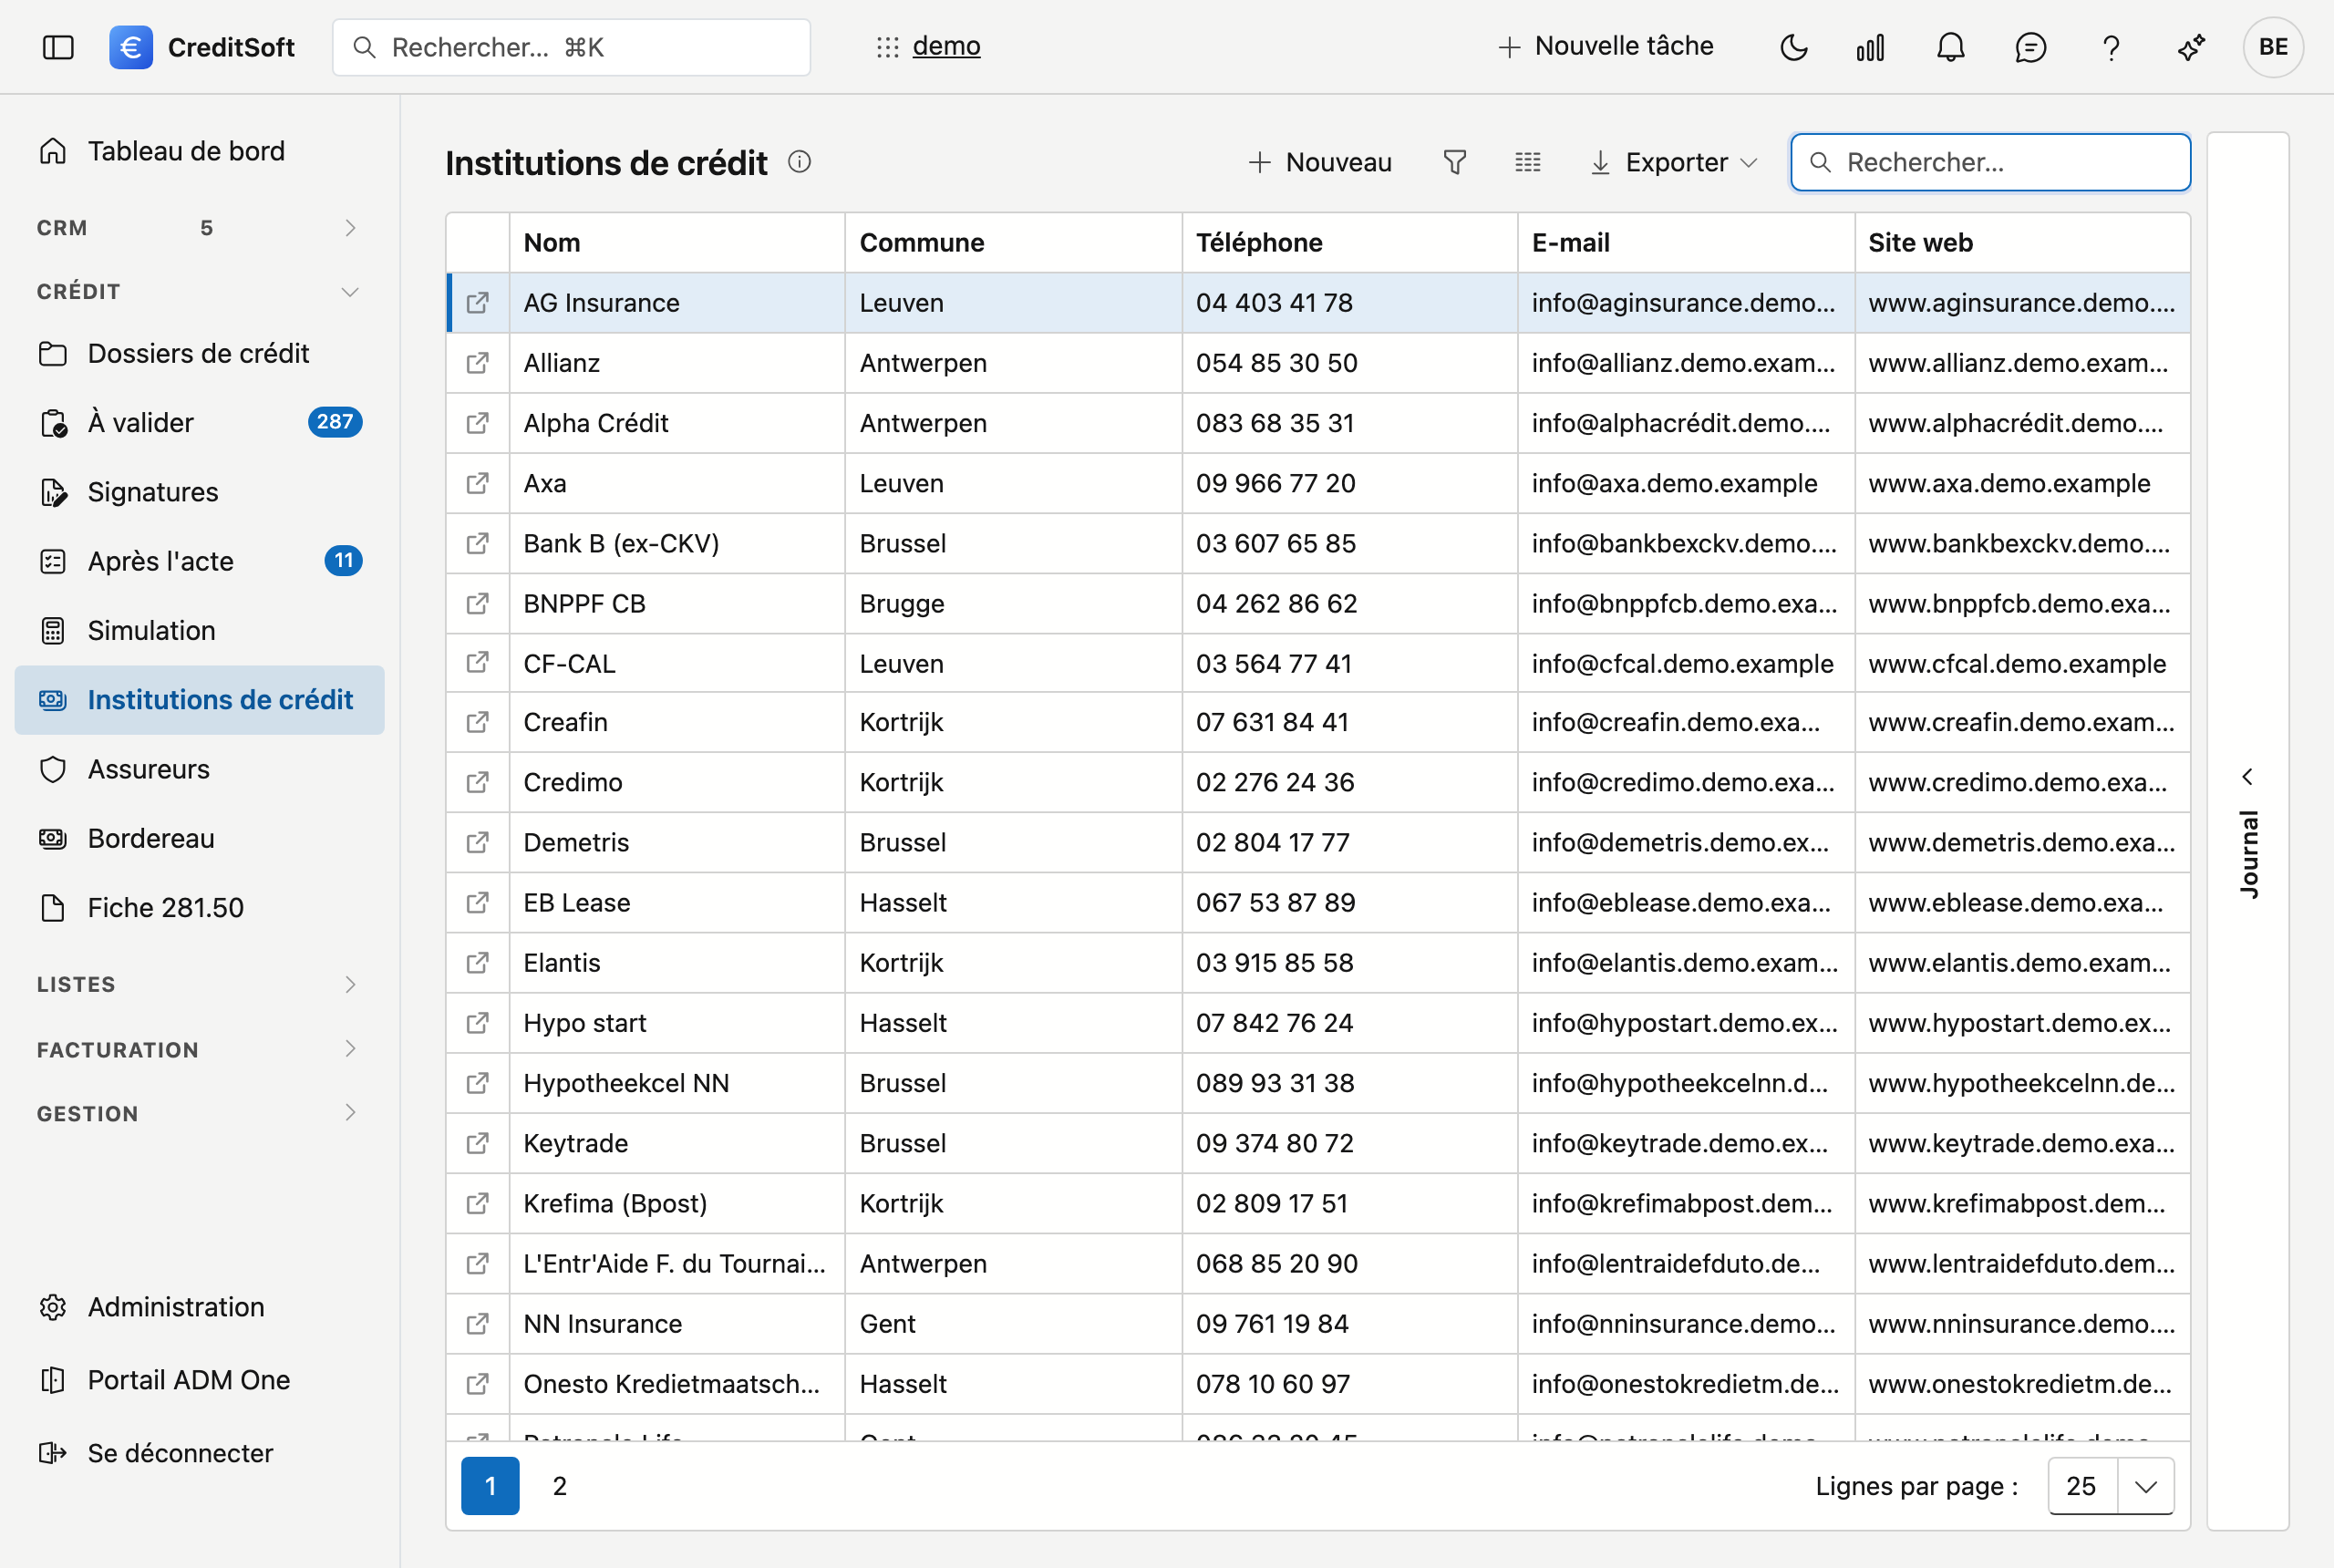 CreditSoft
Rechercher... ⌘K
demo
Nouvelle tâche
BE
Tableau de bord
CRM 5
CRÉDIT
Dossiers de crédit
À valider 287
Signatures
Après l'acte 11
Simulation
Institutions de crédit
Assureurs
Bordereau
Fiche 281.50
LISTES
FACTURATION
GESTION
Administration
Portail ADM One
Se déconnecter
Institutions de crédit
Nouveau
Exporter
Rechercher...
Nom Commune Téléphone E-mail Site web
AG Insurance Leuven 04 403 41 78 info@aginsurance.demo... www.aginsurance.demo....
Allianz Antwerpen 054 85 30 50 info@allianz.demo.exam... www.allianz.demo.exam...
Alpha Crédit Antwerpen 083 68 35 31 info@alphacrédit.demo.... www.alphacrédit.demo....
Axa Leuven 09 966 77 20 info@axa.demo.example www.axa.demo.example
Bank B (ex-CKV) Brussel 03 607 65 85 info@bankbexckv.demo.... www.bankbexckv.demo....
BNPPF CB Brugge 04 262 86 62 info@bnppfcb.demo.exa... www.bnppfcb.demo.exa...
CF-CAL Leuven 03 564 77 41 info@cfcal.demo.example www.cfcal.demo.example
Creafin Kortrijk 07 631 84 41 info@creafin.demo.exa... www.creafin.demo.exam...
Credimo Kortrijk 02 276 24 36 info@credimo.demo.exa... www.credimo.demo.exa...
Demetris Brussel 02 804 17 77 info@demetris.demo.ex... www.demetris.demo.exa...
EB Lease Hasselt 067 53 87 89 info@eblease.demo.exa... www.eblease.demo.exa...
Elantis Kortrijk 03 915 85 58 info@elantis.demo.exam... www.elantis.demo.exam...
Hypo start Hasselt 07 842 76 24 info@hypostart.demo.ex... www.hypostart.demo.ex...
Hypotheekcel NN Brussel 089 93 31 38 info@hypotheekcelnn.d... www.hypotheekcelnn.de...
Keytrade Brussel 09 374 80 72 info@keytrade.demo.ex... www.keytrade.demo.exa...
Krefima (Bpost) Kortrijk 02 809 17 51 info@krefimabpost.dem... www.krefimabpost.dem...
L'Entr'Aide F. du Tournai... Antwerpen 068 85 20 90 info@lentraidefduto.de... www.lentraidefduto.dem...
NN Insurance Gent 09 761 19 84 info@nninsurance.demo... www.nninsurance.demo....
Onesto Kredietmaatsch... Hasselt 078 10 60 97 info@onestokredietm.de... www.onestokredietm.de...
1 2
Lignes par page : 25
Journal